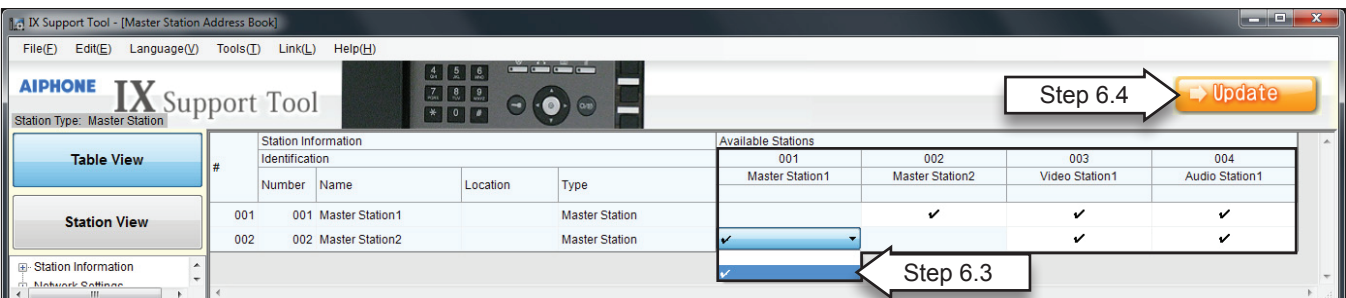 IX Support Tool - [Master Station Address Book]
File(F) Edit(E) Language(V) Tools(T) Link(L) Help(H)
AIPHONE IX Support Tool
Station Type: Master Station
Step 6.4
Update
Table View
Station View
Station Information
Network Settings
# Station Information Available Stations
Identification 001 002 003 004
Number Name Location Type Master Station1 Master Station2 Video Station1 Audio Station1
001 001 Master Station1 Master Station ✔ ✔ ✔
002 002 Master Station2 Master Station ✔ ✔ ✔
✔
Step 6.3